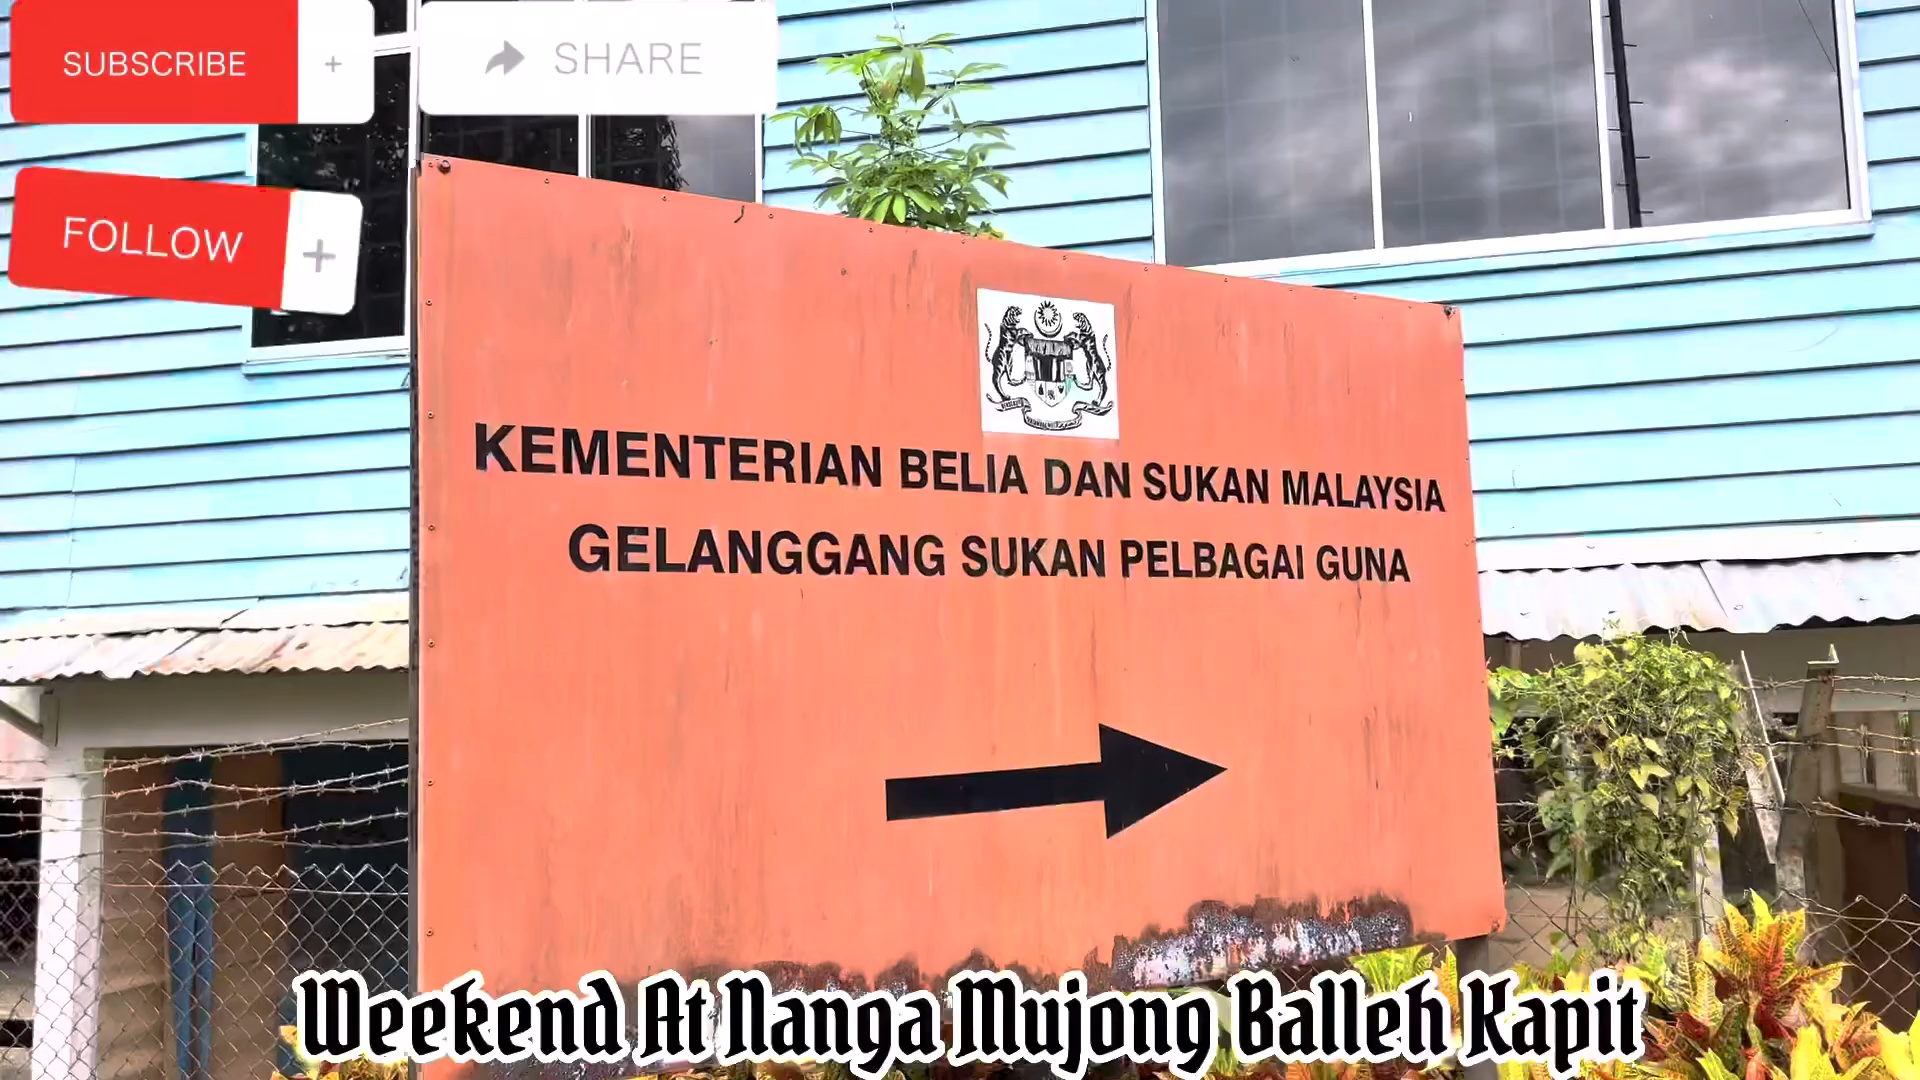 SUBSCRIBE +
SHARE
FOLLOW +
KEMENTERIAN BELIA DAN SUKAN MALAYSIA
GELANGGANG SUKAN PELBAGAI GUNA
Weekend At Nanga Mujong Balleh Kapit